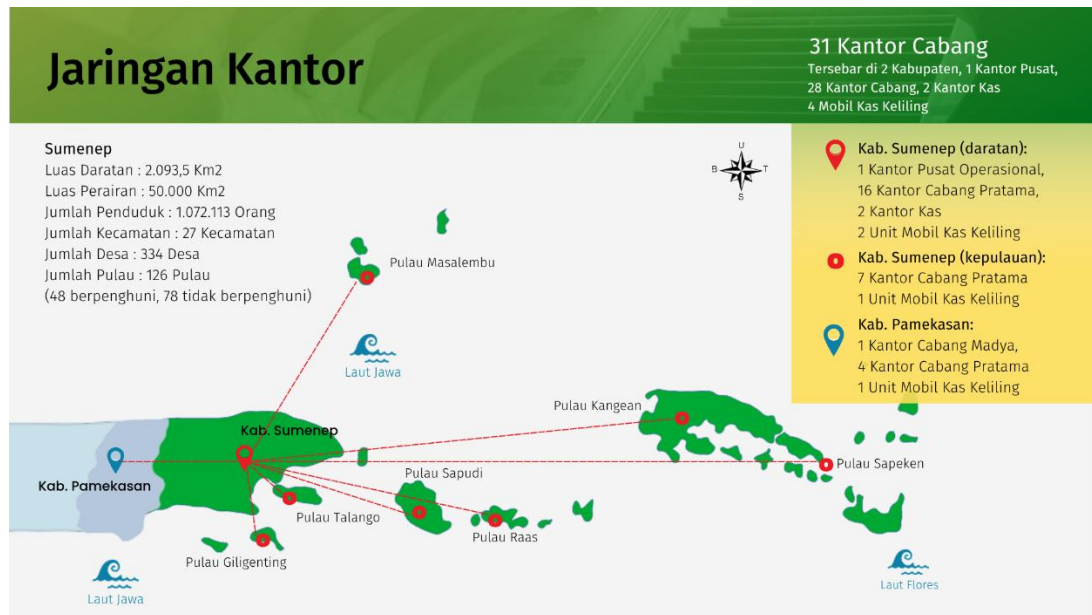 Jaringan Kantor
31 Kantor Cabang
Tersebar di 2 Kabupaten, 1 Kantor Pusat,
28 Kantor Cabang, 2 Kantor Kas
4 Mobil Kas Keliling
Sumenep
Luas Daratan : 2.093,5 Km2
Luas Perairan : 50.000 Km2
Jumlah Penduduk : 1.072.113 Orang
Jumlah Kecamatan : 27 Kecamatan
Jumlah Desa : 334 Desa
Jumlah Pulau : 126 Pulau
(48 berpenghuni, 78 tidak berpenghuni)
U
B
T
S
Kab. Sumenep (daratan):
1 Kantor Pusat Operasional,
16 Kantor Cabang Pratama,
2 Kantor Kas
2 Unit Mobil Kas Keliling
Kab. Sumenep (kepulauan):
7 Kantor Cabang Pratama
1 Unit Mobil Kas Keliling
Kab. Pamekasan:
1 Kantor Cabang Madya,
4 Kantor Cabang Pratama
1 Unit Mobil Kas Keliling
Pulau Masalembu
Laut Jawa
Pulau Kangean
Kab. Sumenep
Pulau Sapudi
Pulau Sapeken
Kab. Pamekasan
Pulau Talango
Pulau Raas
Pulau Giligenting
Laut Jawa
Laut Flores